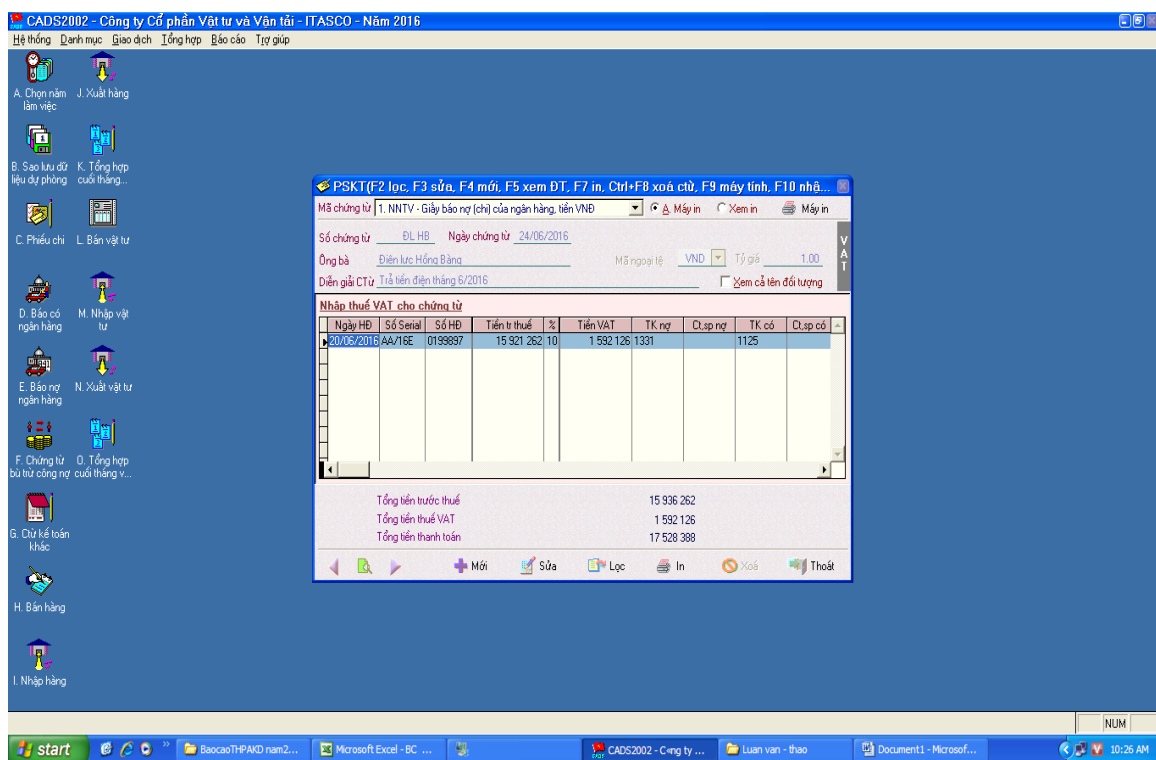 CADS2002 - Công ty Cổ phần Vật tư và Vận tải - ITASCO - Năm 2016
Hệ thống Danh mục Giao dịch Tổng hợp Báo cáo Trợ giúp
A. Chọn năm làm việc
J. Xuất hàng
B. Sao lưu dữ liệu dự phòng
K. Tổng hợp cuối tháng...
C. Phiếu chi
L. Bán vật tư
D. Báo có ngân hàng
M. Nhập vật tư
E. Báo nợ ngân hàng
N. Xuất vật tư
F. Chứng từ bù trừ công nợ
O. Tổng hợp cuối tháng v...
G. Ctừ kế toán khác
H. Bán hàng
I. Nhập hàng
PSKT(F2 lọc, F3 sửa, F4 mới, F5 xem ĐT, F7 in, Ctrl+F8 xoá ctừ, F9 máy tính, F10 nhậ...
Mã chứng từ 1. NNTV - Giấy báo nợ (chi) của ngân hàng, tiền VNĐ A. Máy in Xem in Máy in
Số chứng từ ĐL HB Ngày chứng từ 24/06/2016
Ông bà Điện lực Hồng Bàng Mã ngoại tệ VND Tỷ giá 1.00
Diễn giải CTừ Trả tiền điện tháng 6/2016 Xem cả tên đối tượng
VAT
Nhập thuế VAT cho chứng từ
Ngày HĐ Số Serial Số HĐ Tiền tr thuế % Tiền VAT TK nợ Ct,sp nợ TK có Ct,sp có
20/06/2016 AA/16E 0199897 15 921 262 10 1 592 126 1331 1125
Tổng tiền trước thuế 15 936 262
Tổng tiền thuế VAT 1 592 126
Tổng tiền thanh toán 17 528 388
Mới Sửa Lọc In Xoá Thoát
NUM
start BaocaoTHPAKD nam2... Microsoft Excel - BC ... CADS2002 - C«ng ty ... Luan van - thao Document1 - Microsof... 10:26 AM